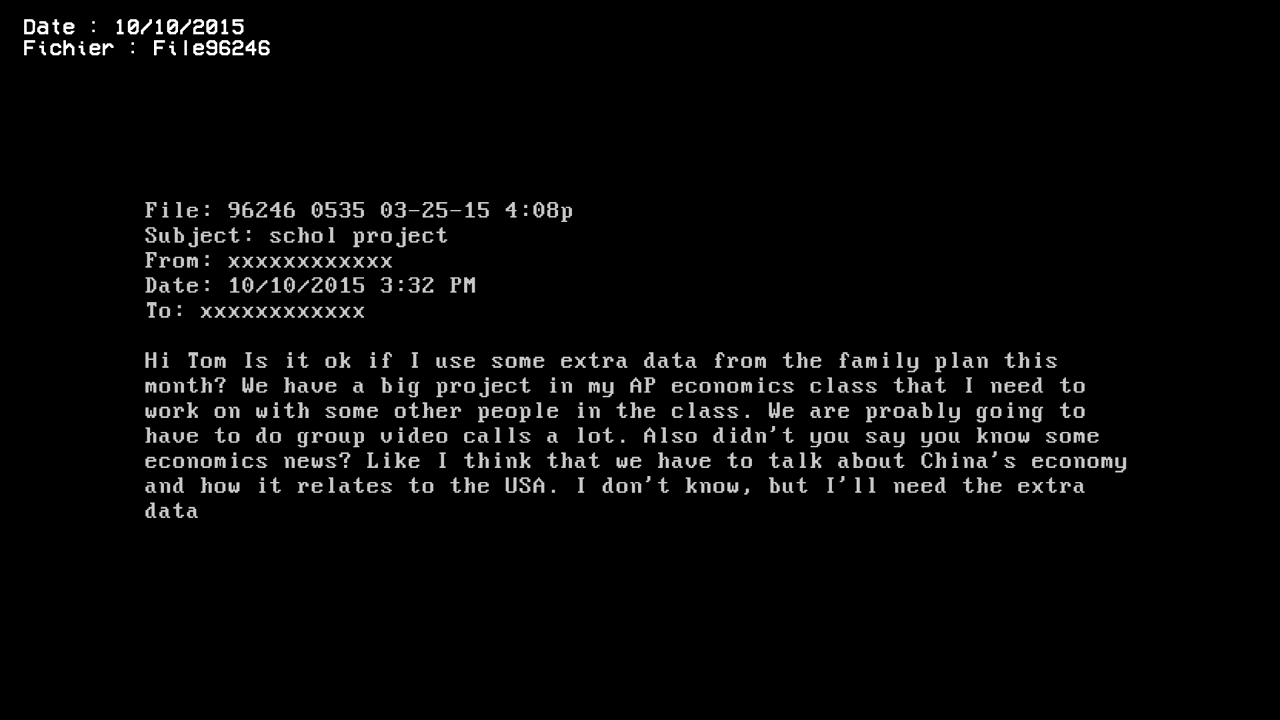 Date : 10/10/2015
Fichier : File96246
File: 96246 0535 03-25-15 4:08p
Subject: schol project
From: xxxxxxxxxxxx
Date: 10/10/2015 3:32 PM
To: xxxxxxxxxxxx
Hi Tom Is it ok if I use some extra data from the family plan this
month? We have a big project in my AP economics class that I need to
work on with some other people in the class. We are proably going to
have to do group video calls a lot. Also didn't you say you know some
economics news? Like I think that we have to talk about China's economy
and how it relates to the USA. I don't know, but I'll need the extra
data